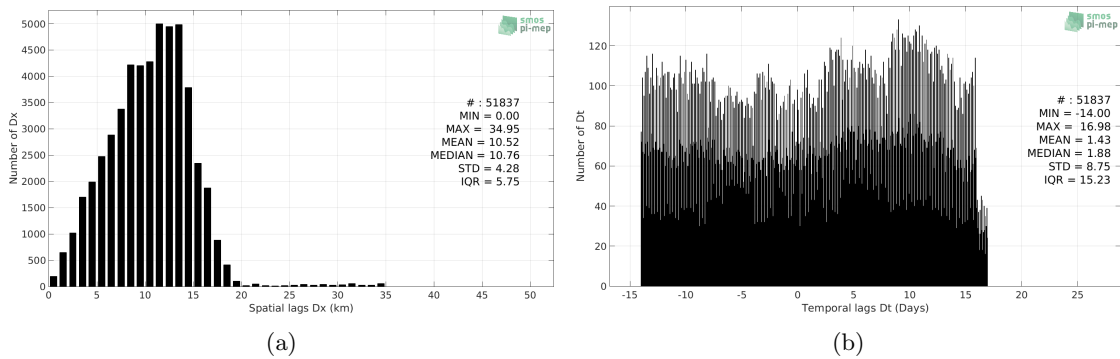 smos
pi-mep
5000
4500
4000
3500
3000
2500
2000
1500
1000
500
0
Number of Dx
# : 51837
MIN = 0.00
MAX = 34.95
MEAN = 10.52
MEDIAN = 10.76
STD = 4.28
IQR = 5.75
0 5 10 15 20 25 30 35 40 45 50
Spatial lags Dx (km)
(a)
smos
pi-mep
120
100
80
60
40
20
0
Number of Dt
# : 51837
MIN = -14.00
MAX = 16.98
MEAN = 1.43
MEDIAN = 1.88
STD = 8.75
IQR = 15.23
-15 -10 -5 0 5 10 15 20 25
Temporal lags Dt (Days)
(b)